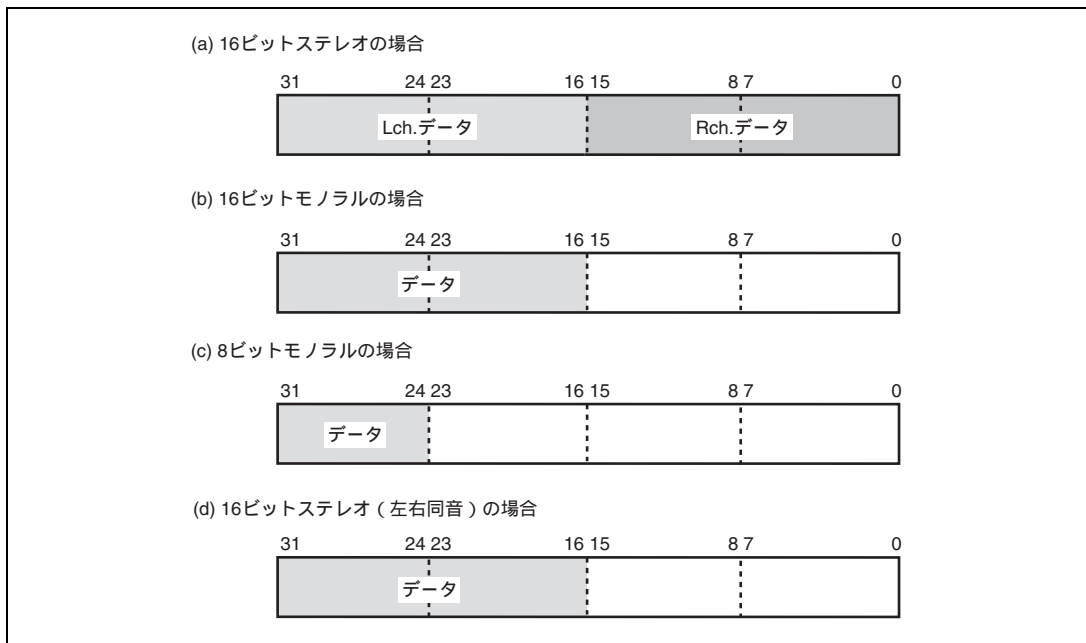 (a) 16ビットステレオの場合
31 24 23 16 15 8 7 0
Lch.データ Rch.データ
(b) 16ビットモノラルの場合
31 24 23 16 15 8 7 0
データ
(c) 8ビットモノラルの場合
31 24 23 16 15 8 7 0
データ
(d) 16ビットステレオ（左右同音）の場合
31 24 23 16 15 8 7 0
データ